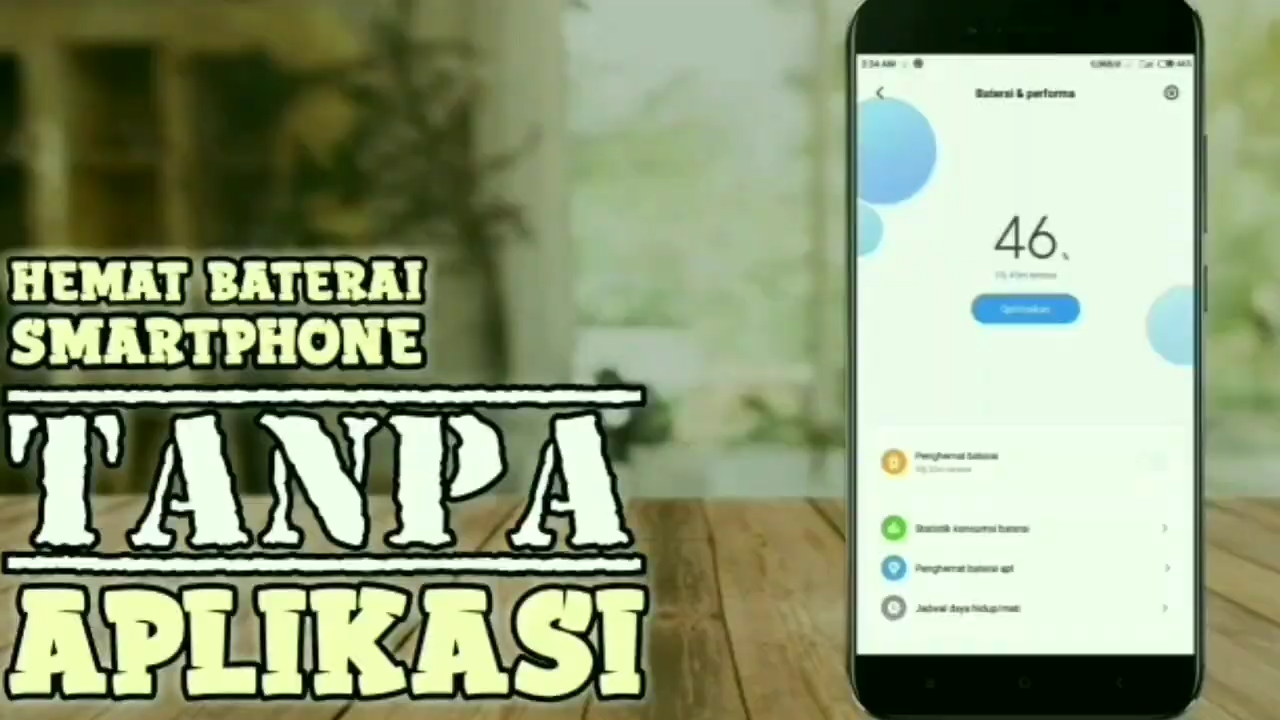 HEMAT BATERAI
SMARTPHONE
TANPA
APLIKASI
Baterai & performa
46
Optimalkan
Penghemat baterai
Statistik konsumsi baterai
Penghemat baterai apl
Jadwal daya hidup/mati